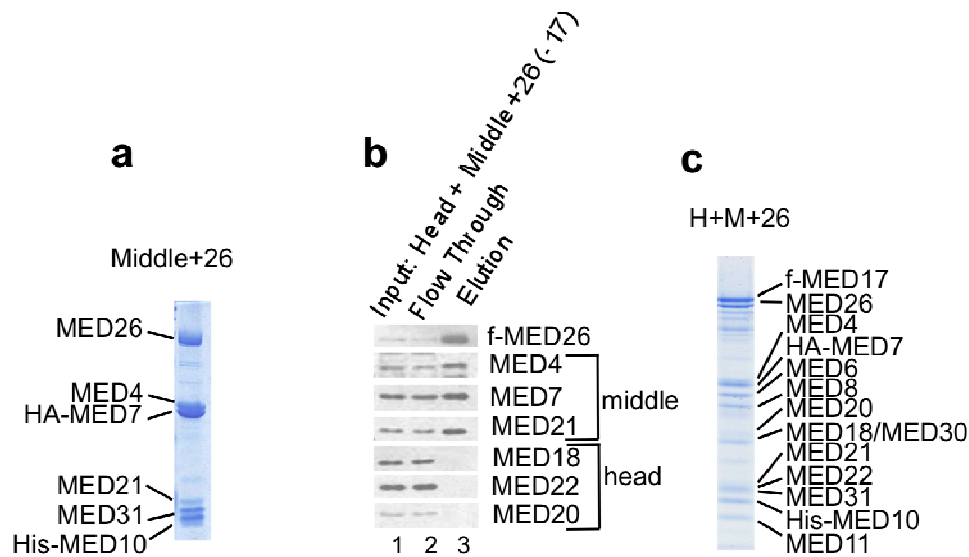 a
Middle+26
MED26
MED4
HA-MED7
MED21
MED31
His-MED10
b
Input: Head + Middle +26 (-17)
Flow Through
Elution
f-MED26
MED4
MED7
MED21
middle
MED18
MED22
MED20
head
1 2 3
c
H+M+26
f-MED17
MED26
MED4
HA-MED7
MED6
MED8
MED20
MED18/MED30
MED21
MED22
MED31
His-MED10
MED11